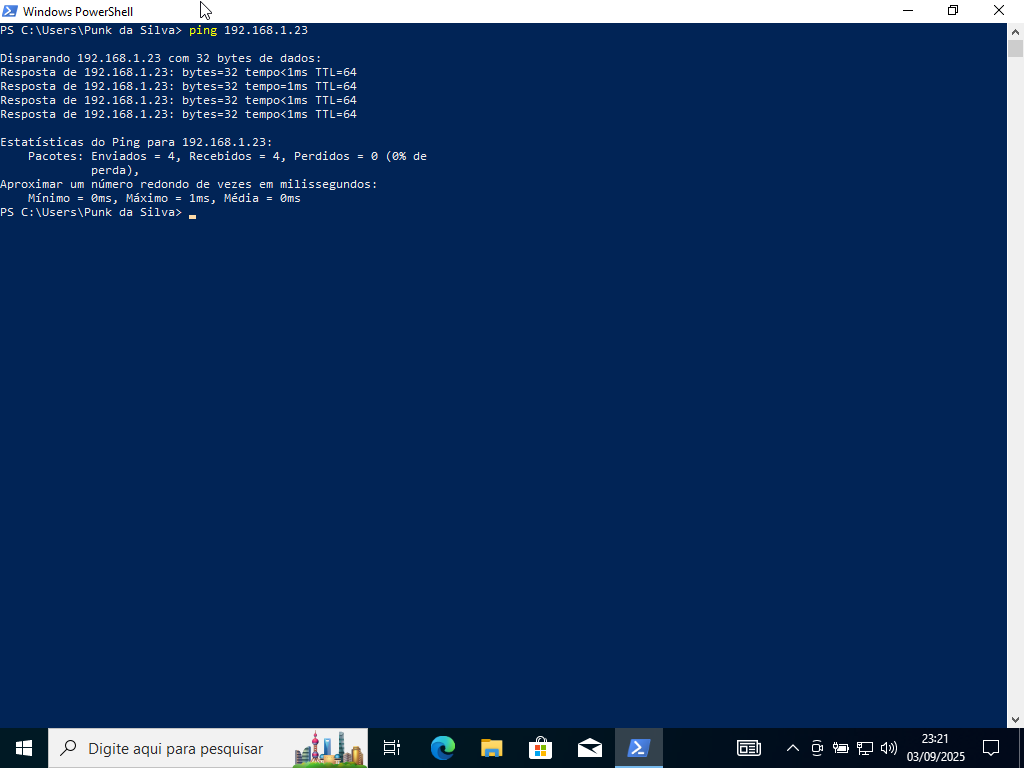 Windows PowerShell
PS C:\Users\Punk da Silva> ping 192.168.1.23
Disparando 192.168.1.23 com 32 bytes de dados:
Resposta de 192.168.1.23: bytes=32 tempo<1ms TTL=64
Resposta de 192.168.1.23: bytes=32 tempo=1ms TTL=64
Resposta de 192.168.1.23: bytes=32 tempo<1ms TTL=64
Resposta de 192.168.1.23: bytes=32 tempo<1ms TTL=64
Estatísticas do Ping para 192.168.1.23:
Pacotes: Enviados = 4, Recebidos = 4, Perdidos = 0 (0% de
perda),
Aproximar um número redondo de vezes em milissegundos:
Mínimo = 0ms, Máximo = 1ms, Média = 0ms
PS C:\Users\Punk da Silva>
Digite aqui para pesquisar
23:21
03/09/2025